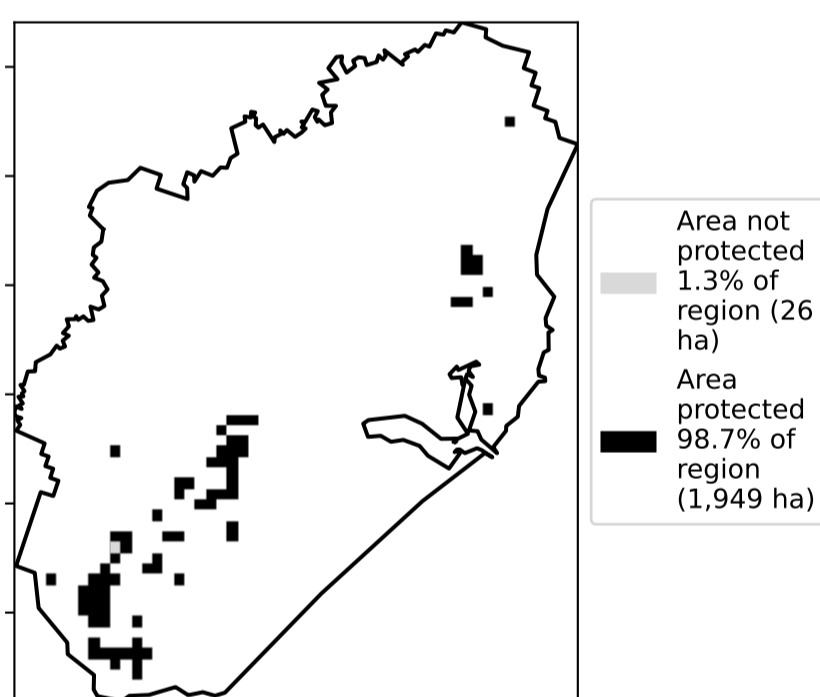 Area not
protected
1.3% of
region (26
ha)
Area
protected
98.7% of
region
(1,949 ha)